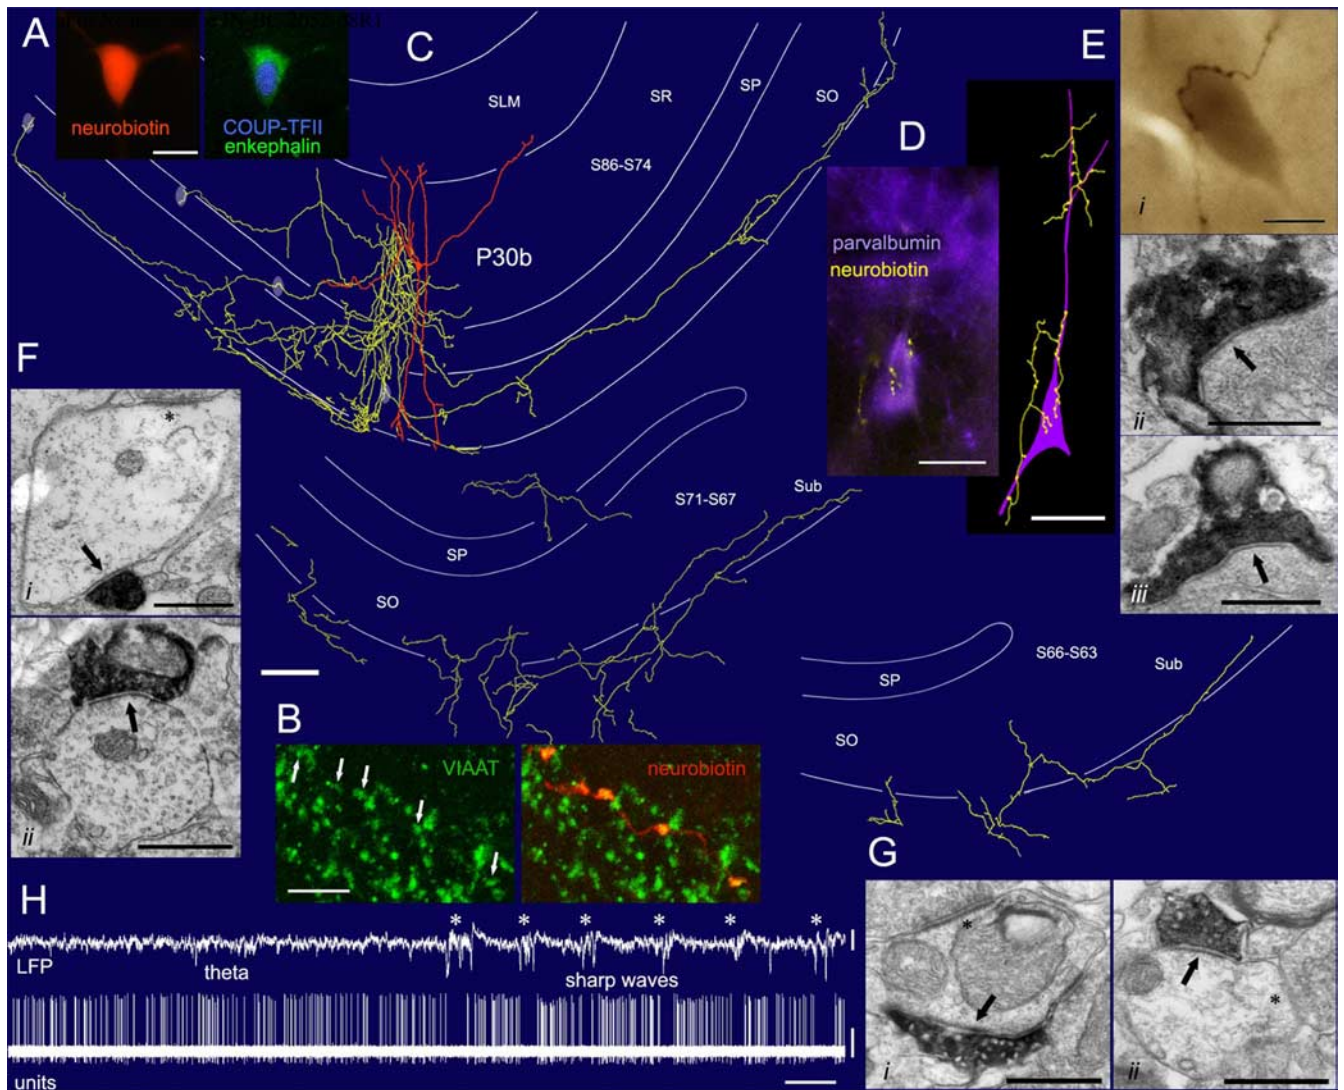 A
neurobiotin
COUP-TFII
enkephalin
C
SLM
SR
SP
SO
S86-S74
P30b
D
parvalbumin
neurobiotin
E
i
ii
iii
F
i
ii
S71-S67
Sub
SP
SO
S66-S63
Sub
SP
SO
B
VIAAT
neurobiotin
G
i
ii
H
* * * * * *
LFP
theta
sharp waves
units